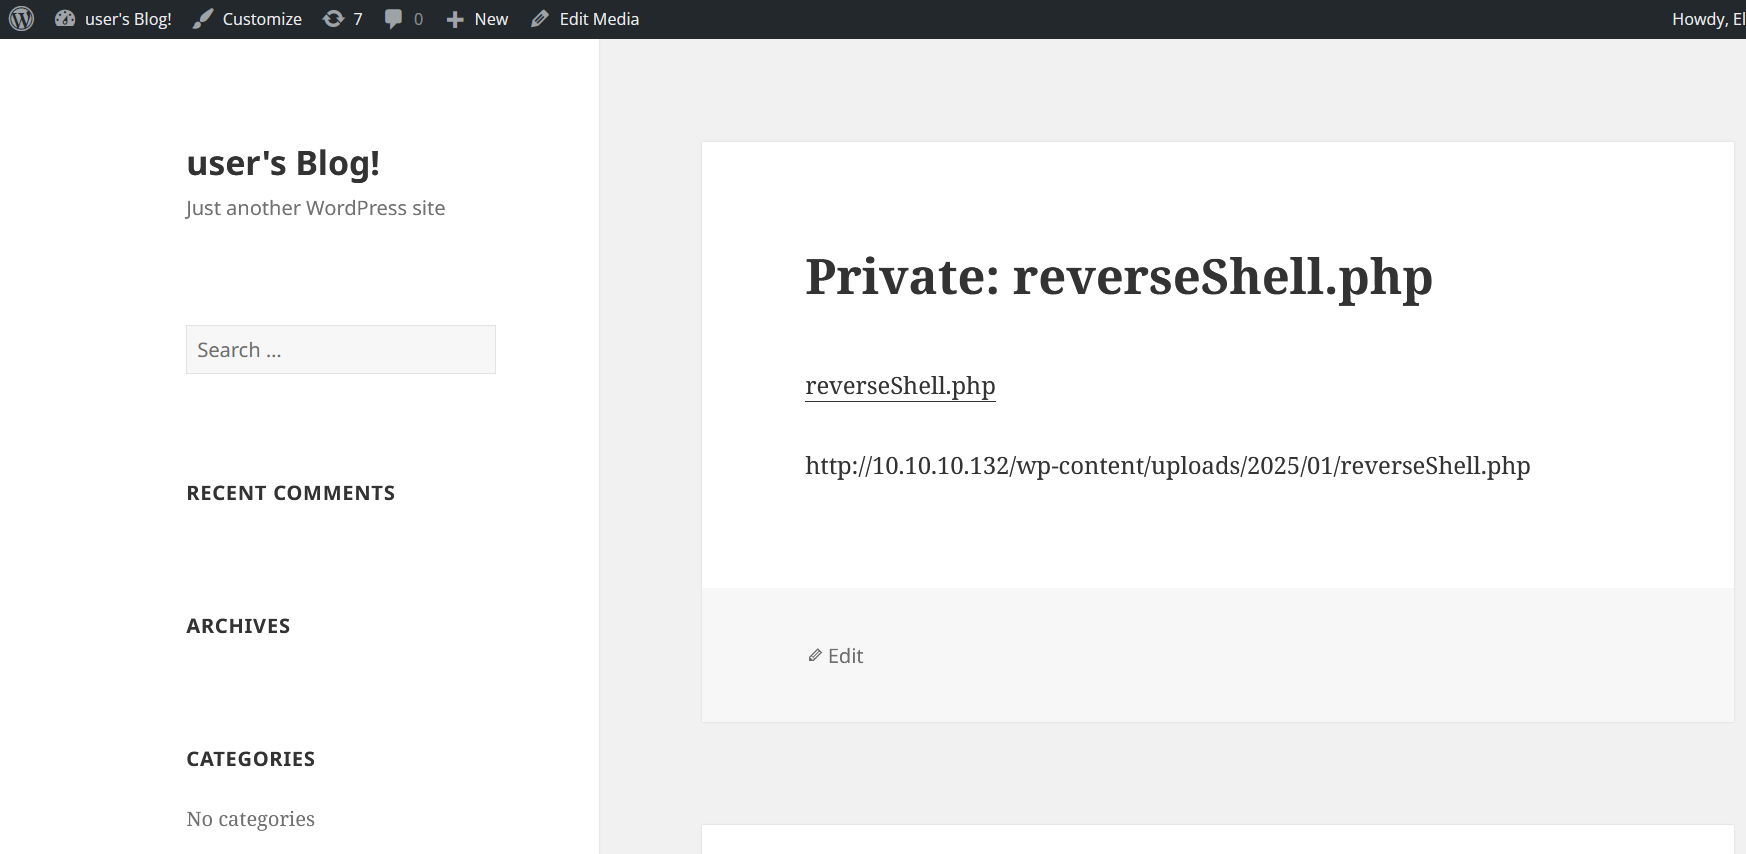 user's Blog! Customize 7 0 New Edit Media Howdy, El
user's Blog!
Just another WordPress site
Search ...
RECENT COMMENTS
ARCHIVES
CATEGORIES
No categories
Private: reverseShell.php
reverseShell.php
http://10.10.10.132/wp-content/uploads/2025/01/reverseShell.php
Edit